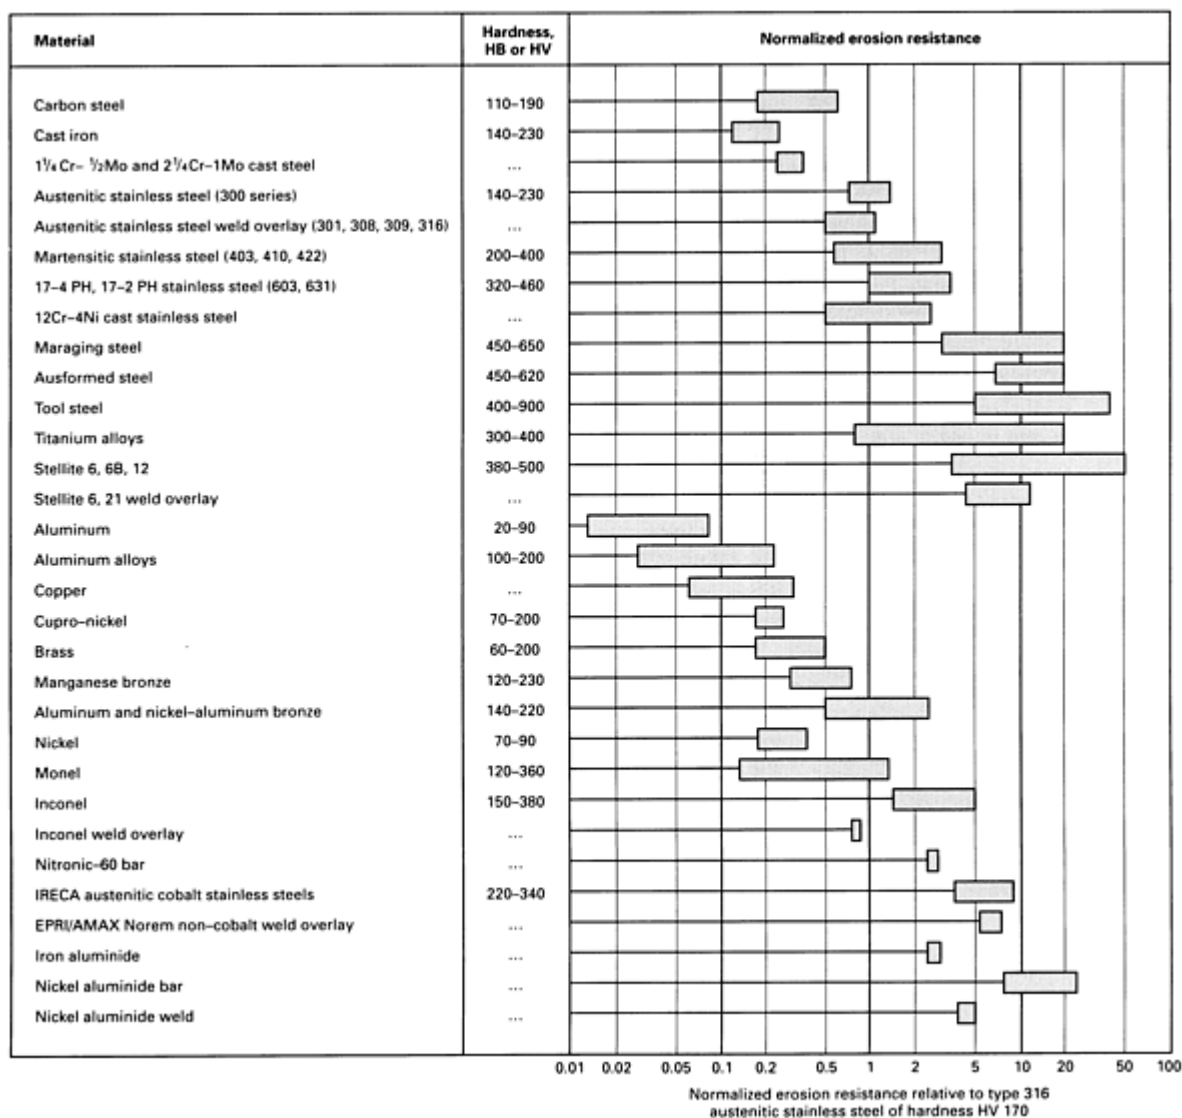 Material Hardness, HB or HV Normalized erosion resistance
Carbon steel 110–190
Cast iron 140–230
1¼ Cr– ½Mo and 2¼Cr–1Mo cast steel ...
Austenitic stainless steel (300 series) 140–230
Austenitic stainless steel weld overlay (301, 308, 309, 316) ...
Martensitic stainless steel (403, 410, 422) 200–400
17–4 PH, 17–2 PH stainless steel (603, 631) 320–460
12Cr–4Ni cast stainless steel ...
Maraging steel 450–650
Ausformed steel 450–620
Tool steel 400–900
Titanium alloys 300–400
Stellite 6, 6B, 12 380–500
Stellite 6, 21 weld overlay ...
Aluminum 20–90
Aluminum alloys 100–200
Copper ...
Cupro–nickel 70–200
Brass 60–200
Manganese bronze 120–230
Aluminum and nickel–aluminum bronze 140–220
Nickel 70–90
Monel 120–360
Inconel 150–380
Inconel weld overlay ...
Nitronic–60 bar ...
IRECA austenitic cobalt stainless steels 220–340
EPRI/AMAX Norem non–cobalt weld overlay ...
Iron aluminide ...
Nickel aluminide bar ...
Nickel aluminide weld ...
0.01 0.02 0.05 0.1 0.2 0.5 1 2 5 10 20 50 100
Normalized erosion resistance relative to type 316
austenitic stainless steel of hardness HV 170